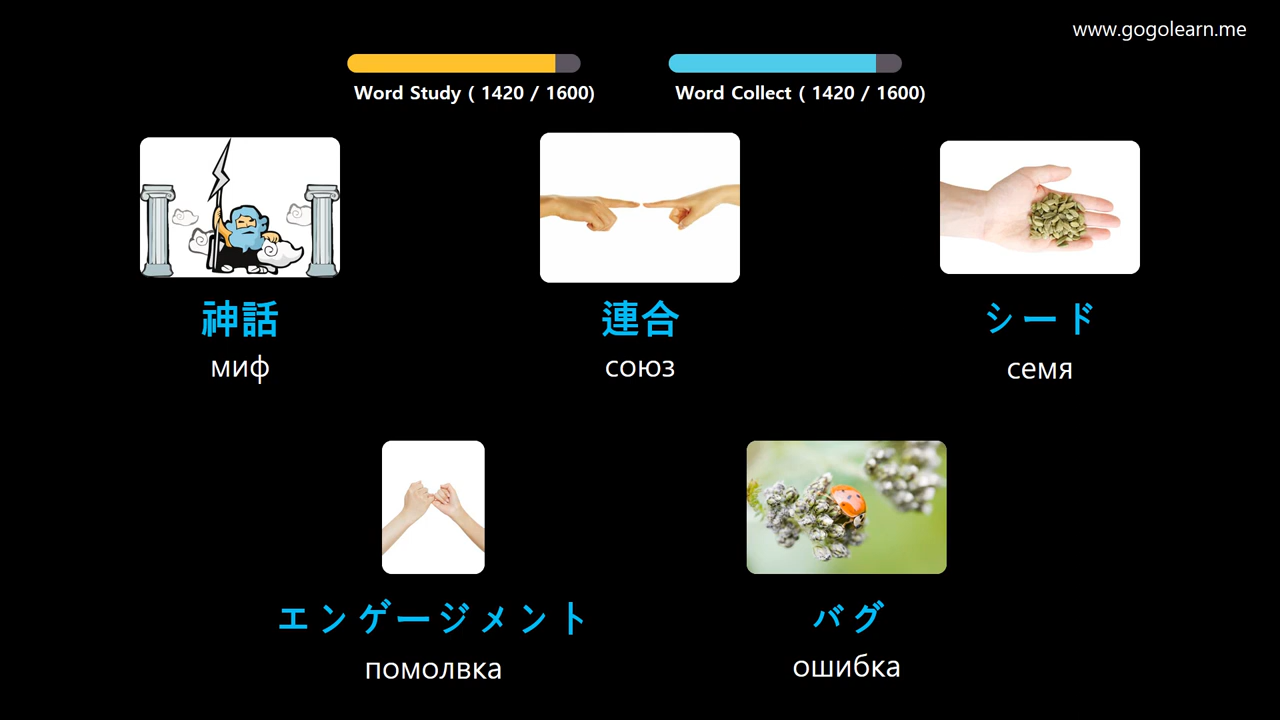 www.gogolearn.me
Word Study ( 1420 / 1600)
Word Collect ( 1420 / 1600)
神話
миф
連合
союз
シード
семя
エンゲージメント
помолвка
バグ
ошибка